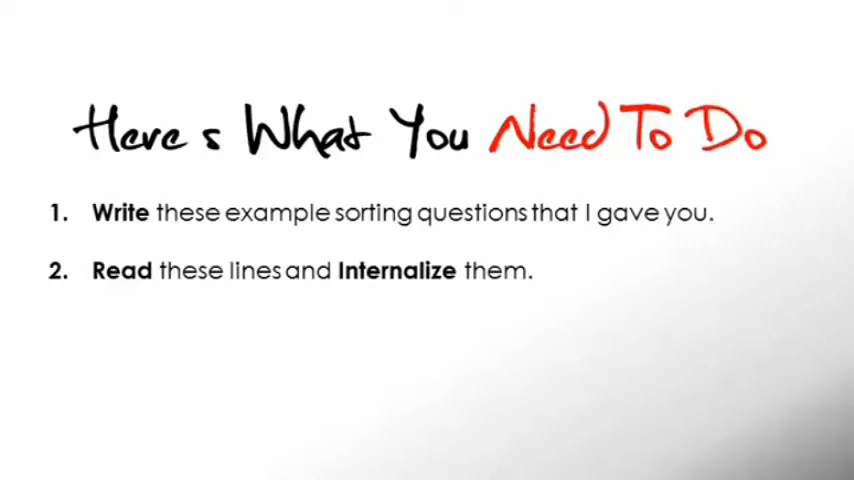 Here s What You Need To Do
1. Write these example sorting questions that I gave you.
2. Read these lines and Internalize them.